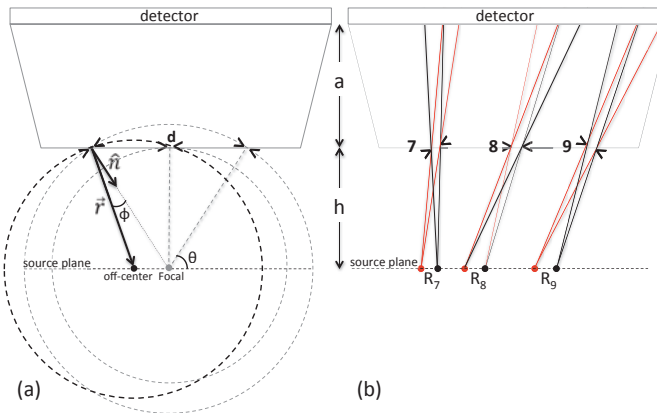 detector
d
n̂
r⃗
ϕ
θ
source plane
off-center
Focal
(a)
detector
a
7
8
9
h
source plane
R7
R8
R9
(b)